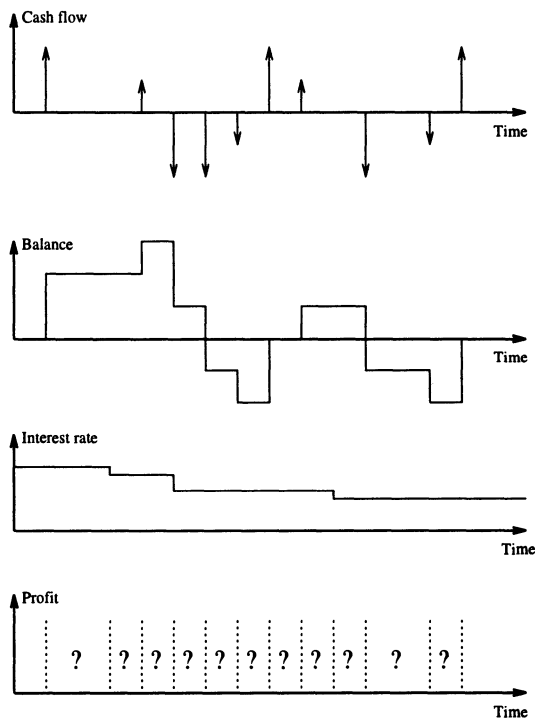 Cash flow
Time
Balance
Time
Interest rate
Time
Profit
? ? ? ? ? ? ? ? ? ? ?
Time